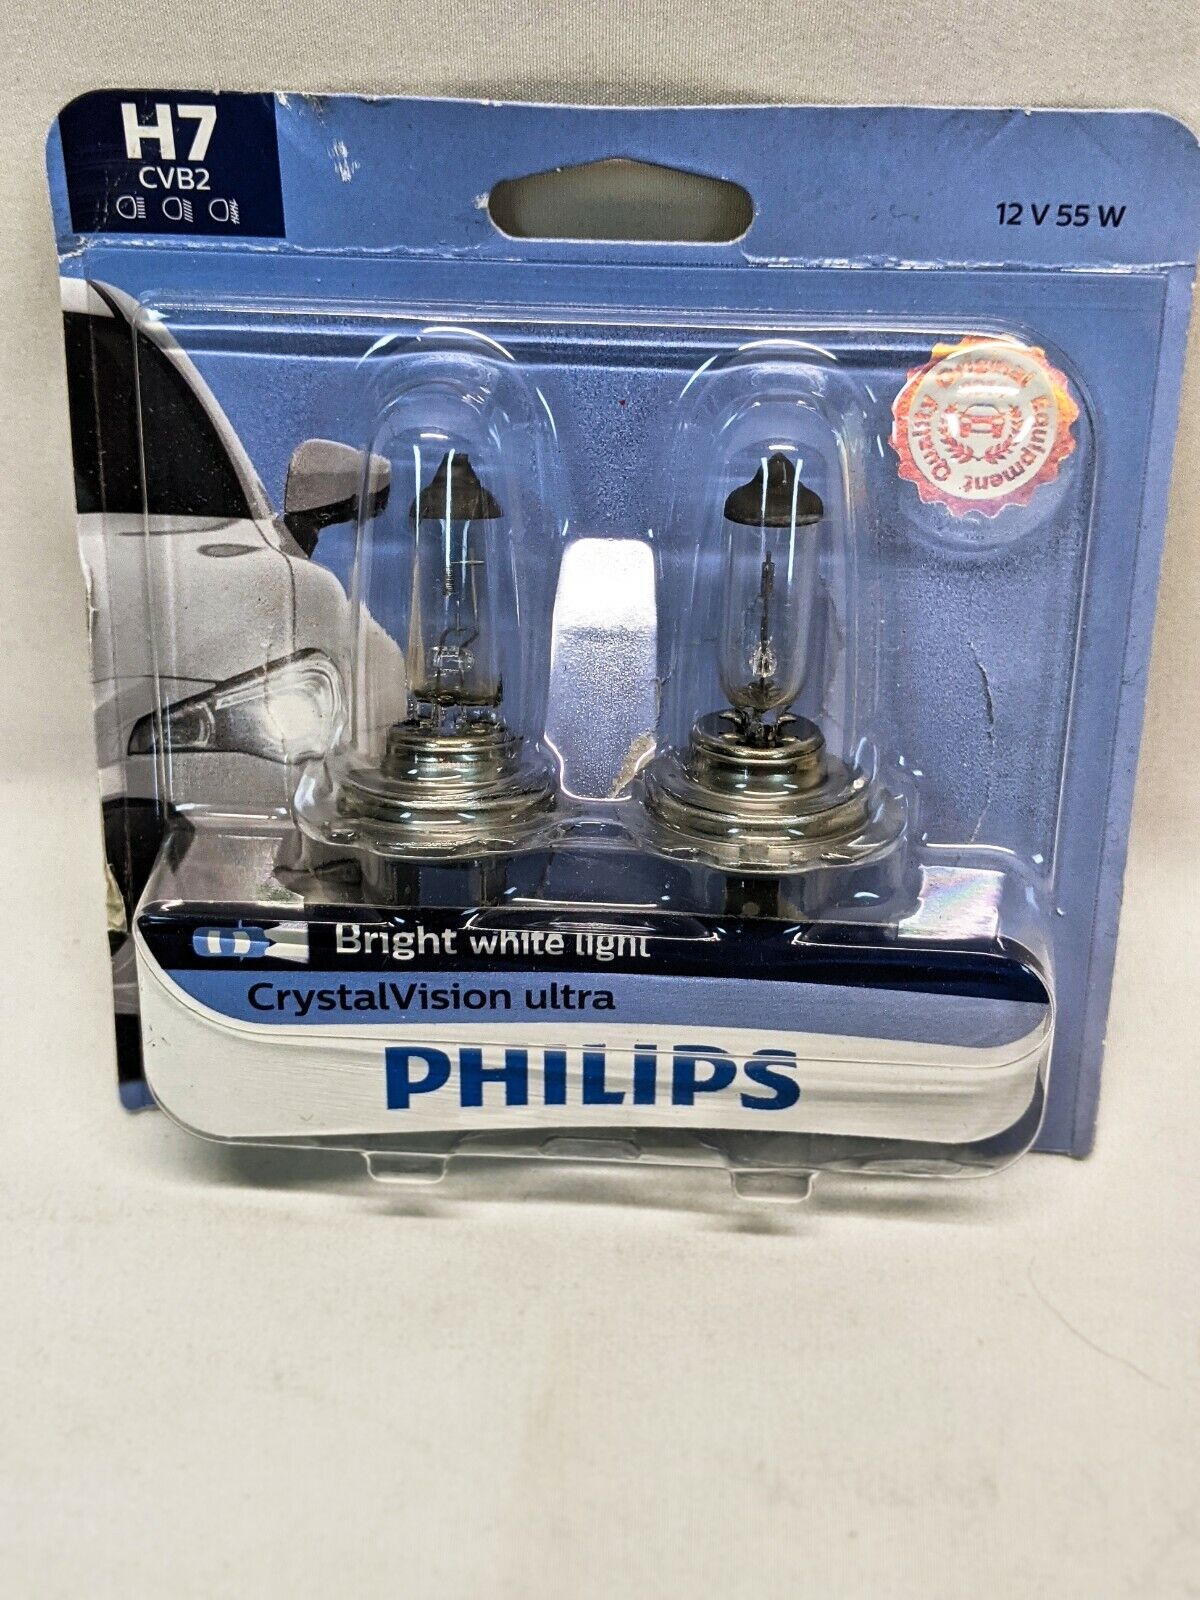 H7
CVB2
12 V 55 W
Original Equipment Quality
Bright white light
CrystalVision ultra
PHILIPS